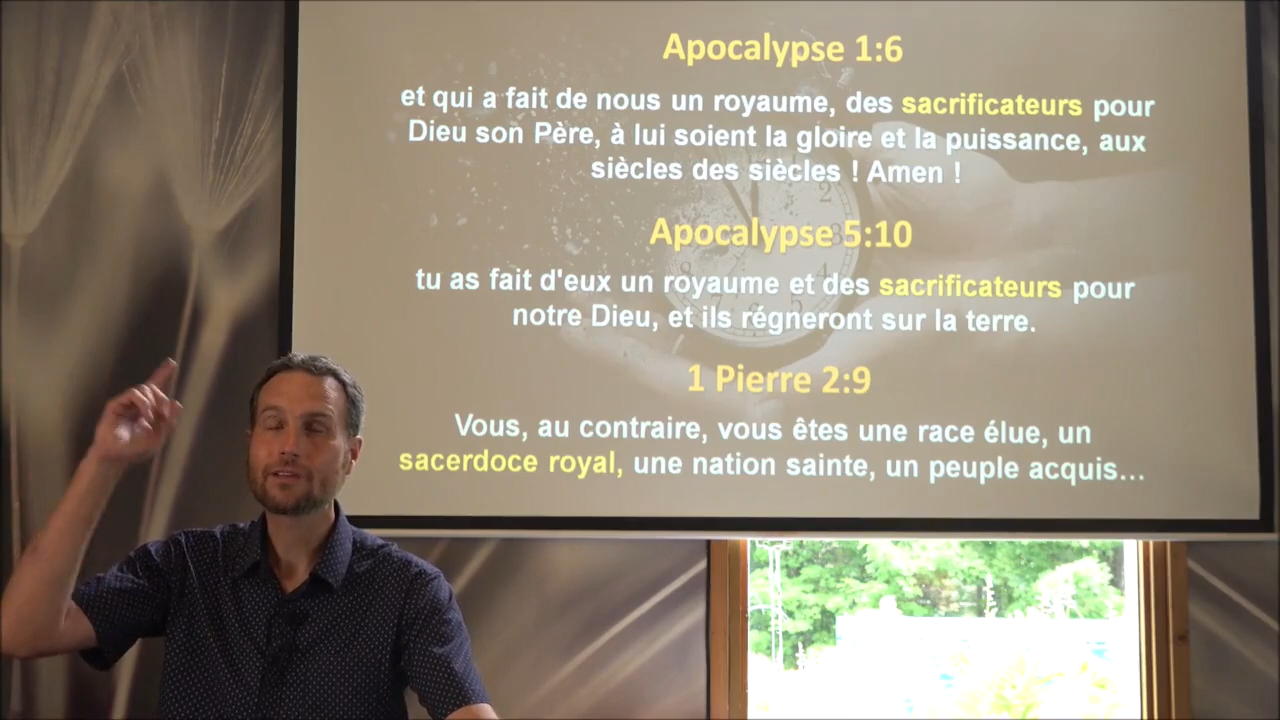 Apocalypse 1:6
et qui a fait de nous un royaume, des sacrificateurs pour
Dieu son Père, à lui soient la gloire et la puissance, aux
siècles des siècles ! Amen !
Apocalypse 5:10
tu as fait d'eux un royaume et des sacrificateurs pour
notre Dieu, et ils régneront sur la terre.
1 Pierre 2:9
Vous, au contraire, vous êtes une race élue, un
sacerdoce royal, une nation sainte, un peuple acquis...